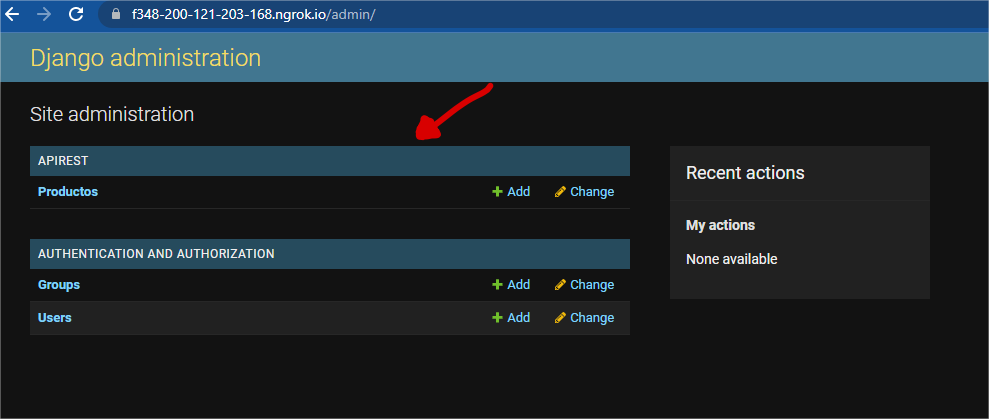 f348-200-121-203-168.ngrok.io/admin/
Django administration
Site administration
APIREST
Productos Add Change
AUTHENTICATION AND AUTHORIZATION
Groups Add Change
Users Add Change
Recent actions
My actions
None available